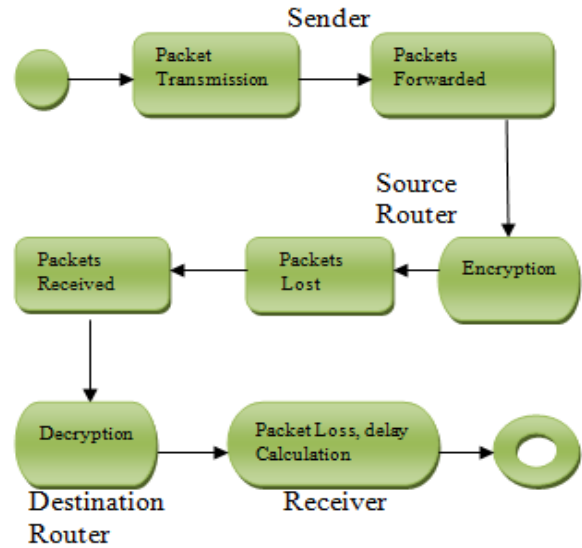 Sender
Packet
Transmission
Packets
Forwarded
Source
Router
Encryption
Packets
Lost
Packets
Received
Decryption
Destination
Router
Packet Loss, delay
Calculation
Receiver